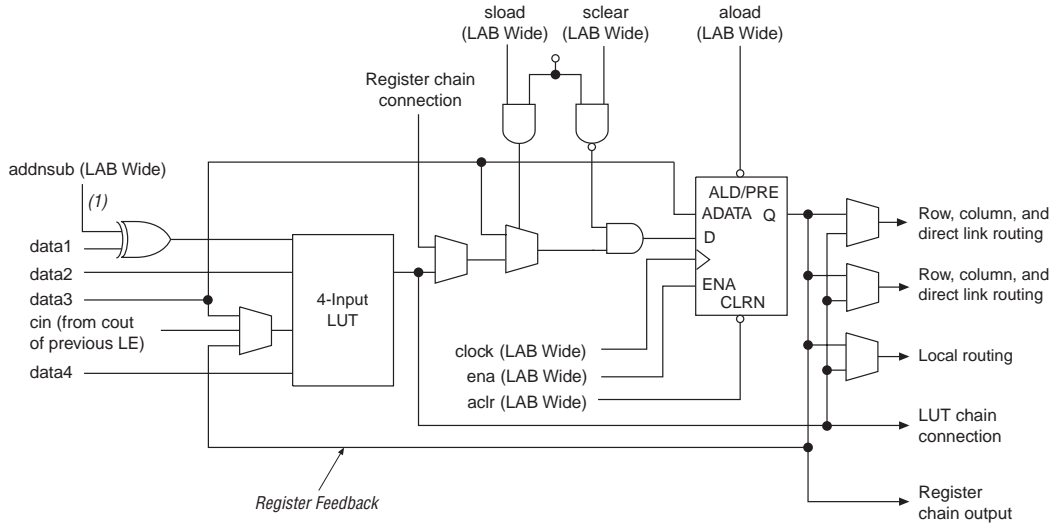 sload
(LAB Wide)
sclear
(LAB Wide)
aload
(LAB Wide)
Register chain
connection
addnsub (LAB Wide)
(1)
data1
data2
data3
cin (from cout
of previous LE)
data4
4-Input
LUT
ALD/PRE
ADATA
Q
D
ENA
CLRN
clock (LAB Wide)
ena (LAB Wide)
aclr (LAB Wide)
Row, column, and
direct link routing
Row, column, and
direct link routing
Local routing
LUT chain
connection
Register
chain output
Register Feedback